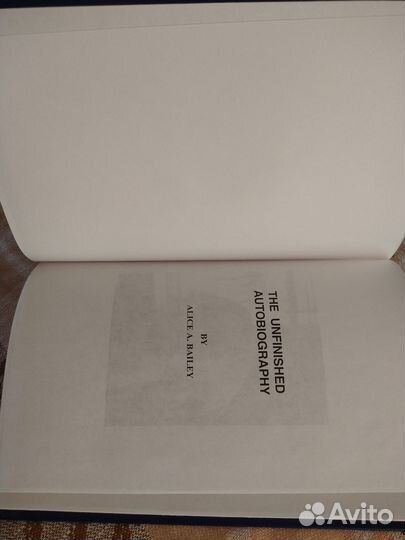 THE UNFINISHED
AUTOBIOGRAPHY
BY
ALICE A. BAILEY
Avito